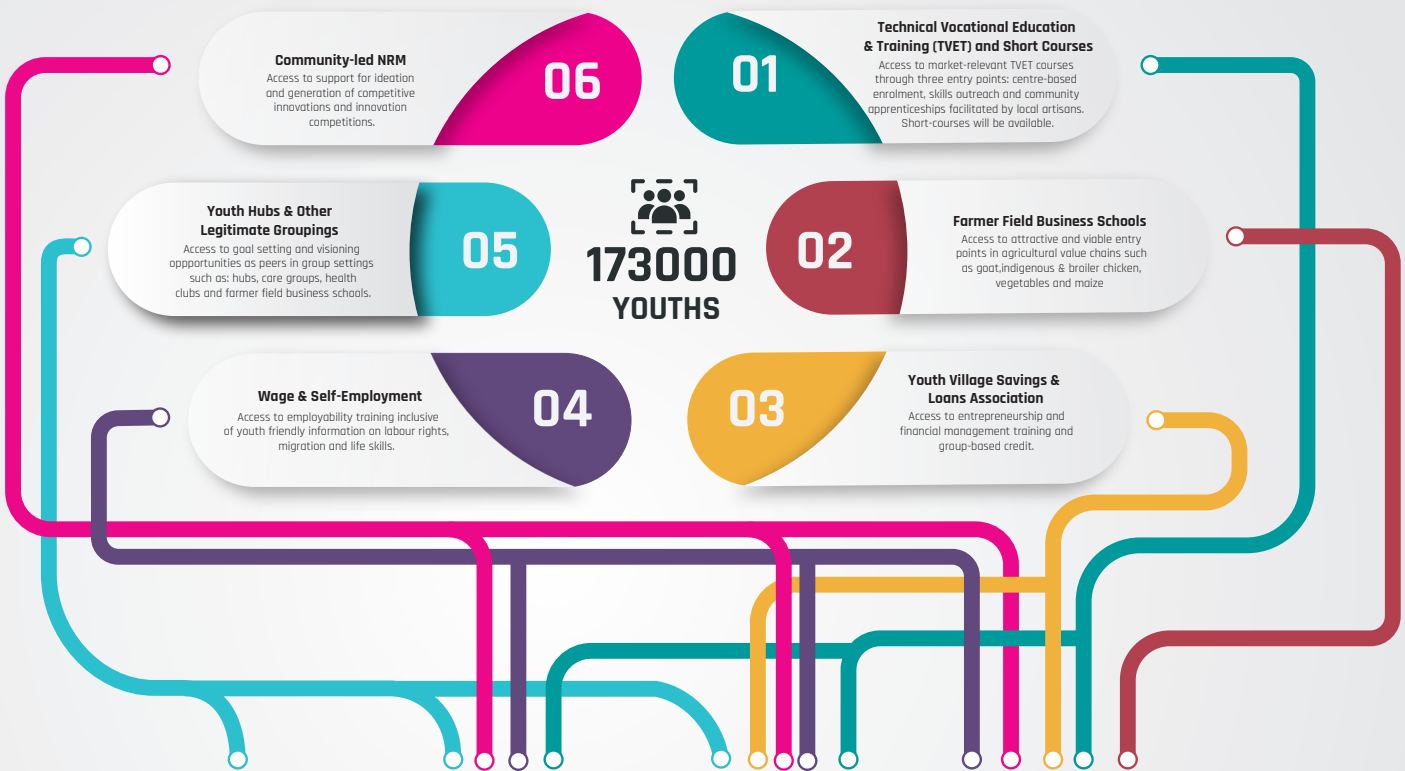 Community-led NRM
Access to support for ideation
and generation of competitive
innovations and innovation
competitions.
06
01
Technical Vocational Education
& Training (TVET) and Short Courses
Access to market-relevant TVET courses
through three entry points: centre-based
enrolment, skills outreach and community
apprenticeships facilitated by local artisans.
Short-courses will be available.
Youth Hubs & Other
Legitimate Groupings
Access to goal setting and visioning
oppportunities as peers in group settings
such as: hubs, care groups, health
clubs and farmer field business schools.
05
173000
YOUTHS
02
Farmer Field Business Schools
Access to attractive and viable entry
points in agricultural value chains such
as goat,indigenous & broiler chicken,
vegetables and maize
Wage & Self-Employment
Access to employability training inclusive
of youth friendly information on labour rights,
migration and life skills.
04
03
Youth Village Savings &
Loans Association
Access to entrepreneurship and
financial management training and
group-based credit.